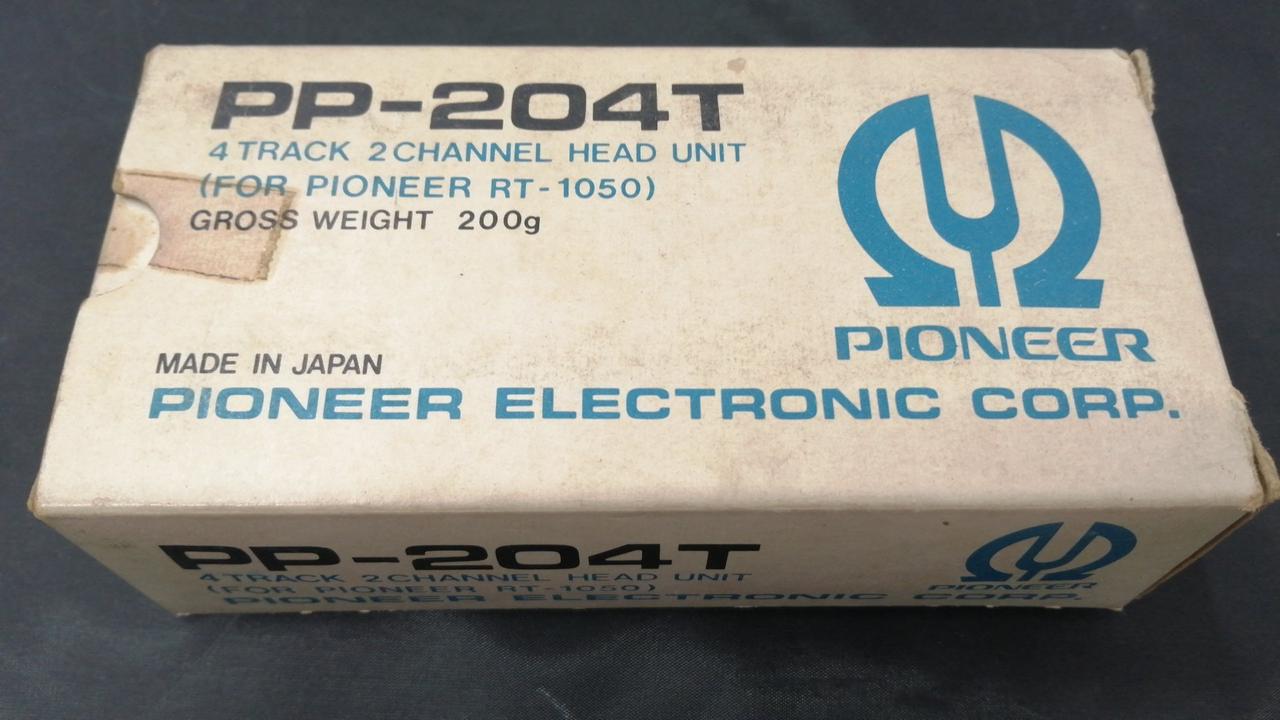 PP-204T
4 TRACK 2 CHANNEL HEAD UNIT
(FOR PIONEER RT-1050)
GROSS WEIGHT 200g
PIONEER
MADE IN JAPAN
PIONEER ELECTRONIC CORP.
PP-204T
4 TRACK 2 CHANNEL HEAD UNIT
(FOR PIONEER RT-1050)
PIONEER
PIONEER ELECTRONIC CORP.